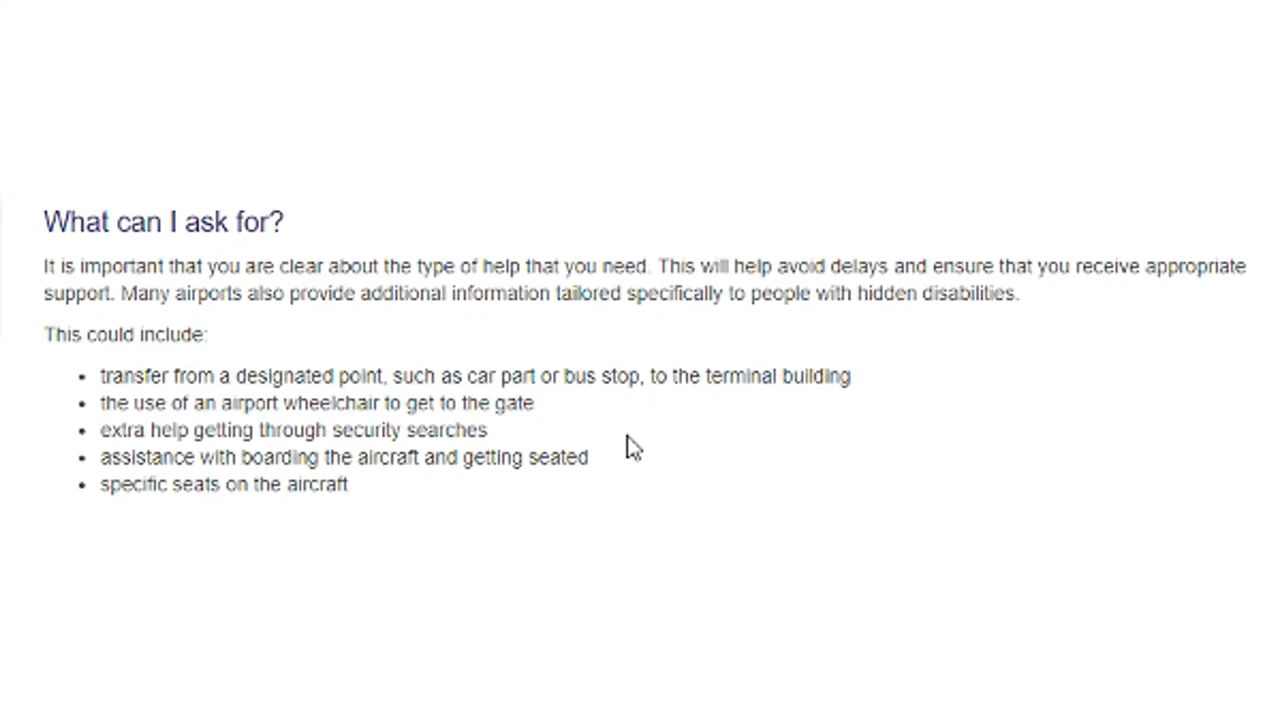 What can I ask for?
It is important that you are clear about the type of help that you need. This will help avoid delays and ensure that you receive appropriate
support. Many airports also provide additional information tailored specifically to people with hidden disabilities.
This could include:
• transfer from a designated point, such as car part or bus stop, to the terminal building
• the use of an airport wheelchair to get to the gate
• extra help getting through security searches
• assistance with boarding the aircraft and getting seated
• specific seats on the aircraft